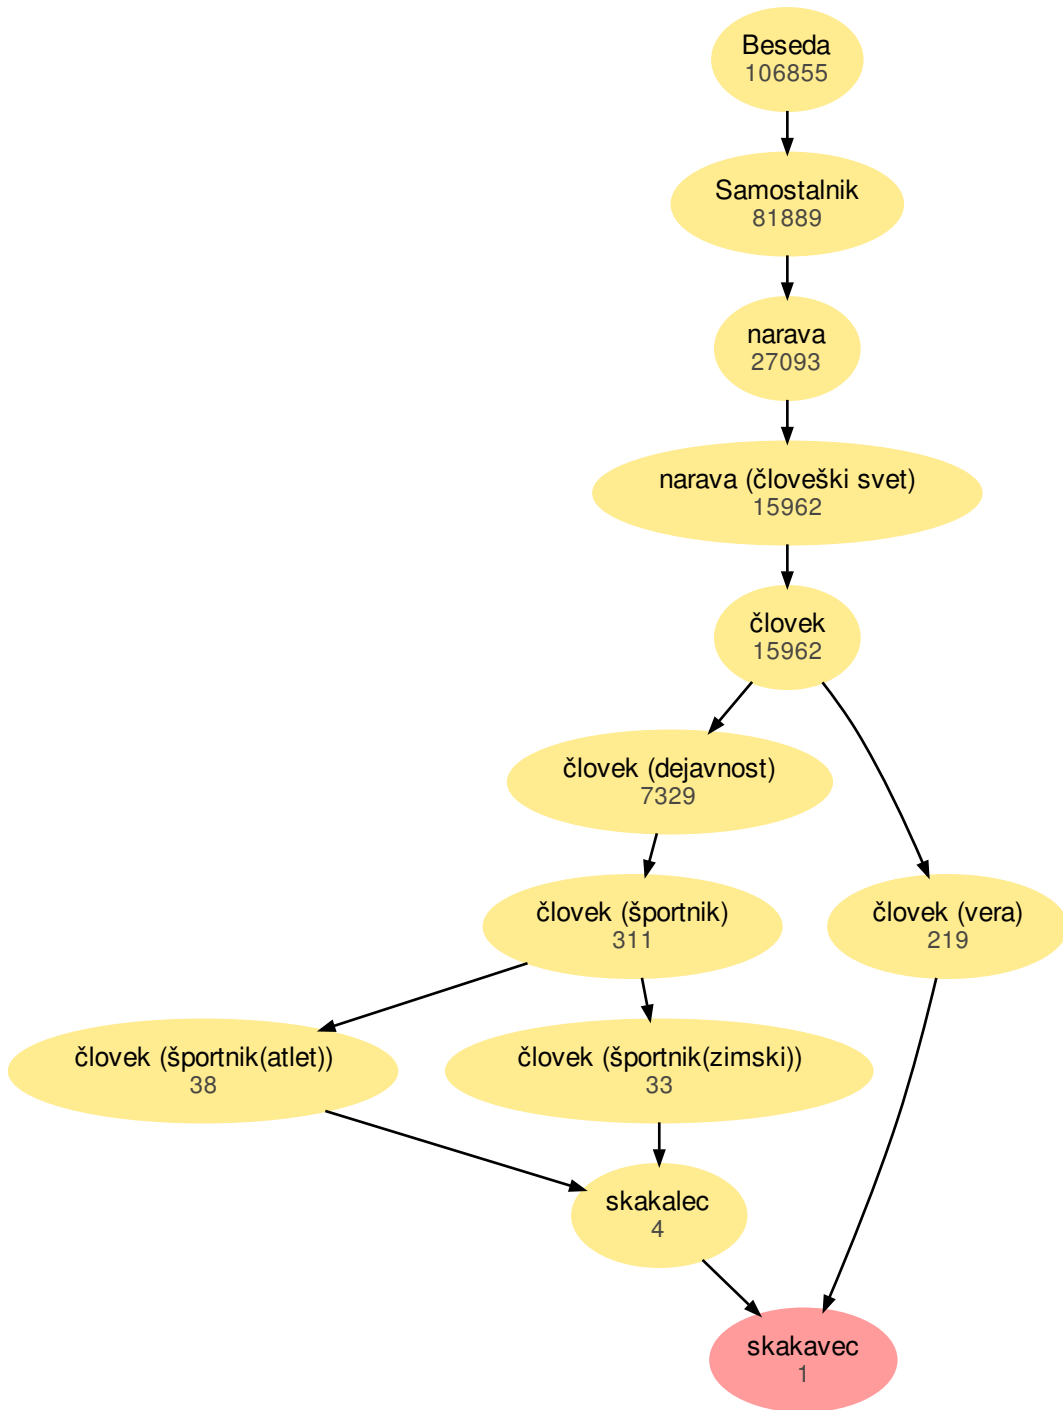 Beseda
106855
Samostalnik
81889
narava
27093
narava (človeški svet)
15962
človek
15962
človek (dejavnost)
7329
človek (športnik)
311
človek (vera)
219
človek (športnik(atlet))
38
človek (športnik(zimski))
33
skakalec
4
skakavec
1